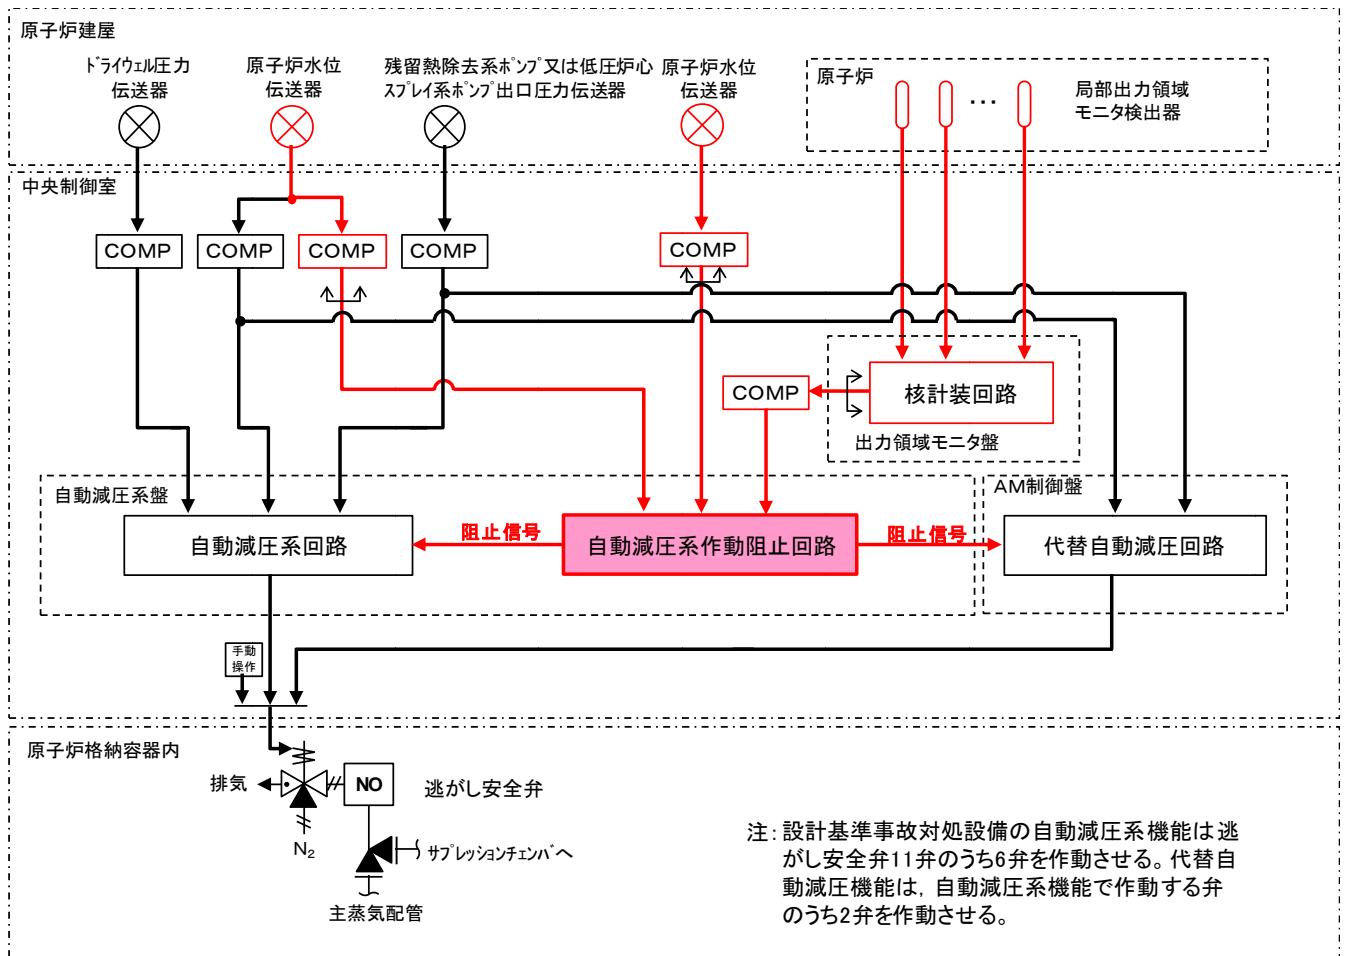 原子炉建屋
ドライウェル圧力
伝送器
原子炉水位
伝送器
残留熱除去系ポンプ又は低圧炉心
スプレイ系ポンプ出口圧力伝送器
原子炉水位
伝送器
原子炉
…
局部出力領域
モニタ検出器
中央制御室
COMP
COMP
COMP
COMP
COMP
COMP
核計装回路
出力領域モニタ盤
自動減圧系盤
AM制御盤
自動減圧系回路
阻止信号
自動減圧系作動阻止回路
阻止信号
代替自動減圧回路
手動
操作
原子炉格納容器内
排気
NO
逃がし安全弁
N₂
サプレッションチェンバへ
主蒸気配管
注：設計基準事故対処設備の自動減圧系機能は逃
がし安全弁11弁のうち6弁を作動させる。代替自
動減圧機能は，自動減圧系機能で作動する弁
のうち2弁を作動させる。